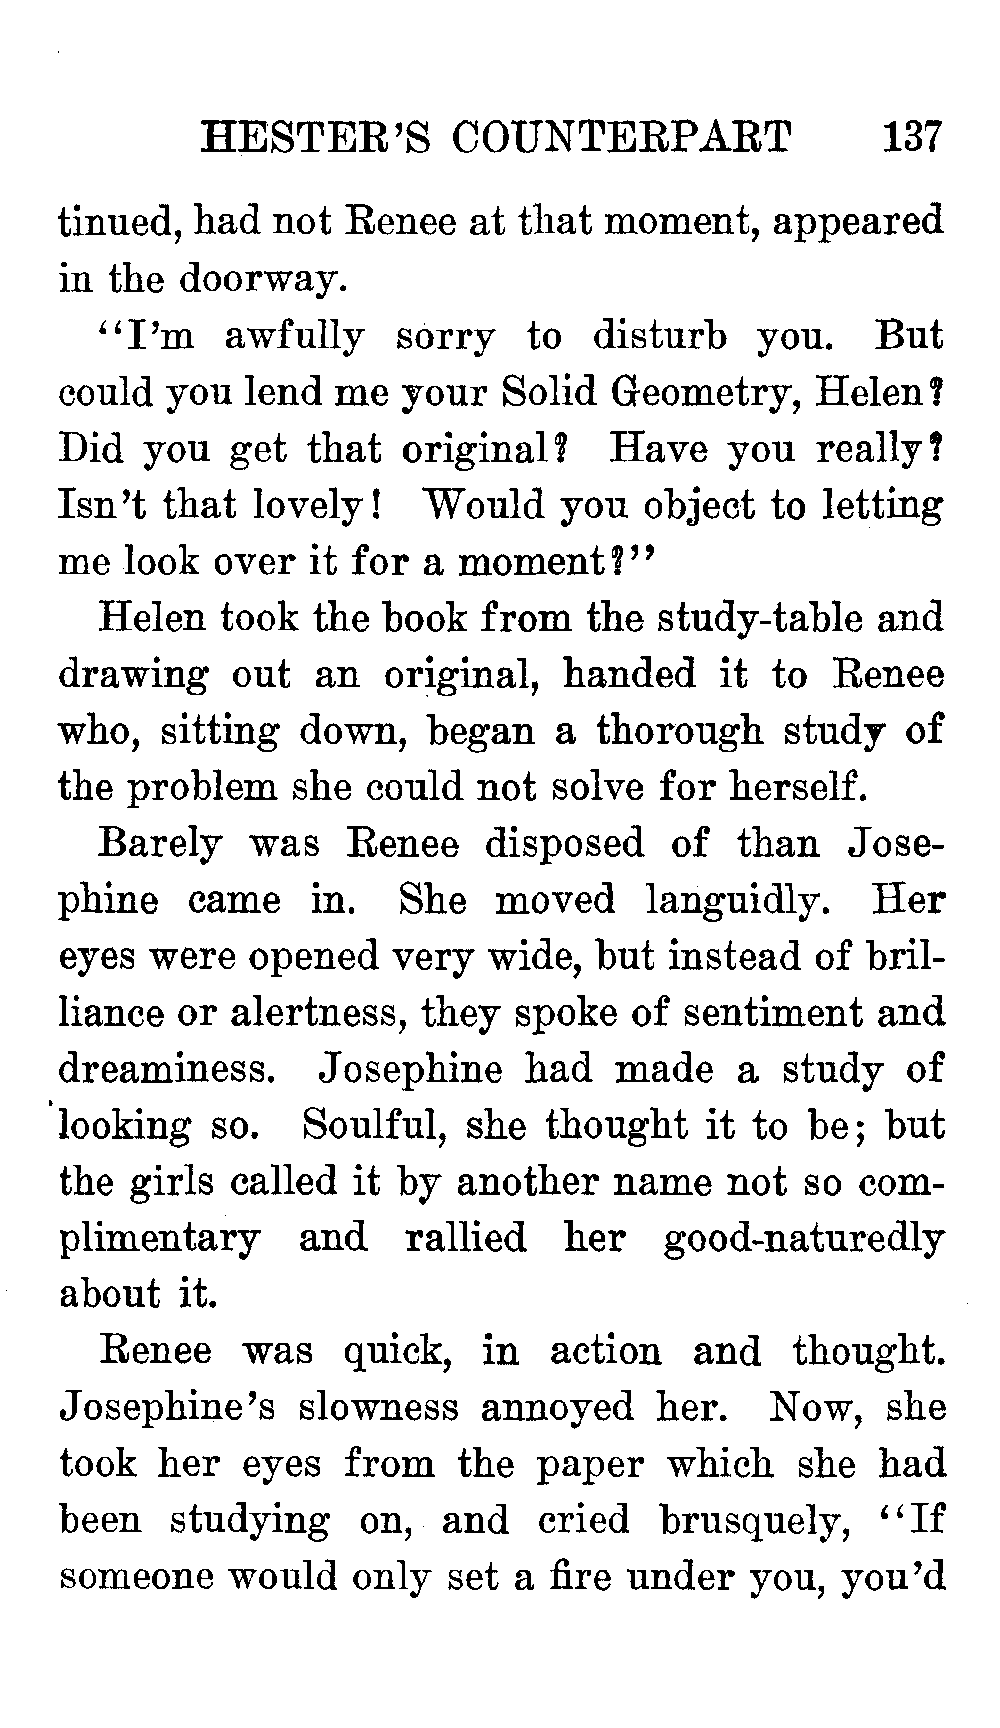 HESTER'S COUNTERPART 137
tinued, had not Renee at that moment, appeared
in the doorway.
"I'm awfully sorry to disturb you. But
could you lend me your Solid Geometry, Helen?
Did you get that original? Have you really?
Isn't that lovely! Would you object to letting
me look over it for a moment?"
Helen took the book from the study-table and
drawing out an original, handed it to Renee
who, sitting down, began a thorough study of
the problem she could not solve for herself.
Barely was Renee disposed of than Jose-
phine came in. She moved languidly. Her
eyes were opened very wide, but instead of bril-
liance or alertness, they spoke of sentiment and
dreaminess. Josephine had made a study of
looking so. Soulful, she thought it to be; but
the girls called it by another name not so com-
plimentary and rallied her good-naturedly
about it.
Renee was quick, in action and thought.
Josephine's slowness annoyed her. Now, she
took her eyes from the paper which she had
been studying on, and cried brusquely, "If
someone would only set a fire under you, you'd